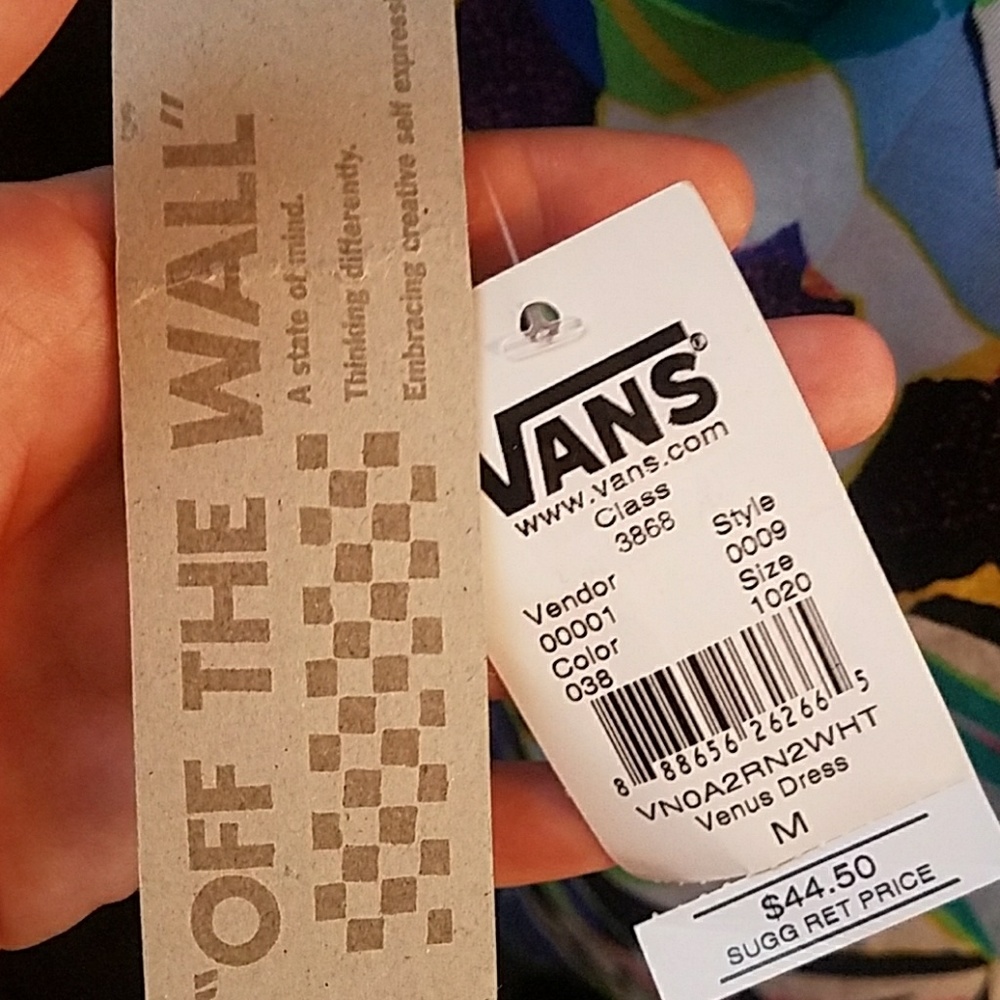 "OFF THE WALL"
A state of mind.
Thinking differently.
Embracing creative self
VANS®
www.vans.com
Class
3868
Style
0009
Vendor
00001
Size
1020
Color
038
8 88656 26266 5
VN0A2RN2WHT
Venus Dress
M
$44.50
SUGG RET PRICE